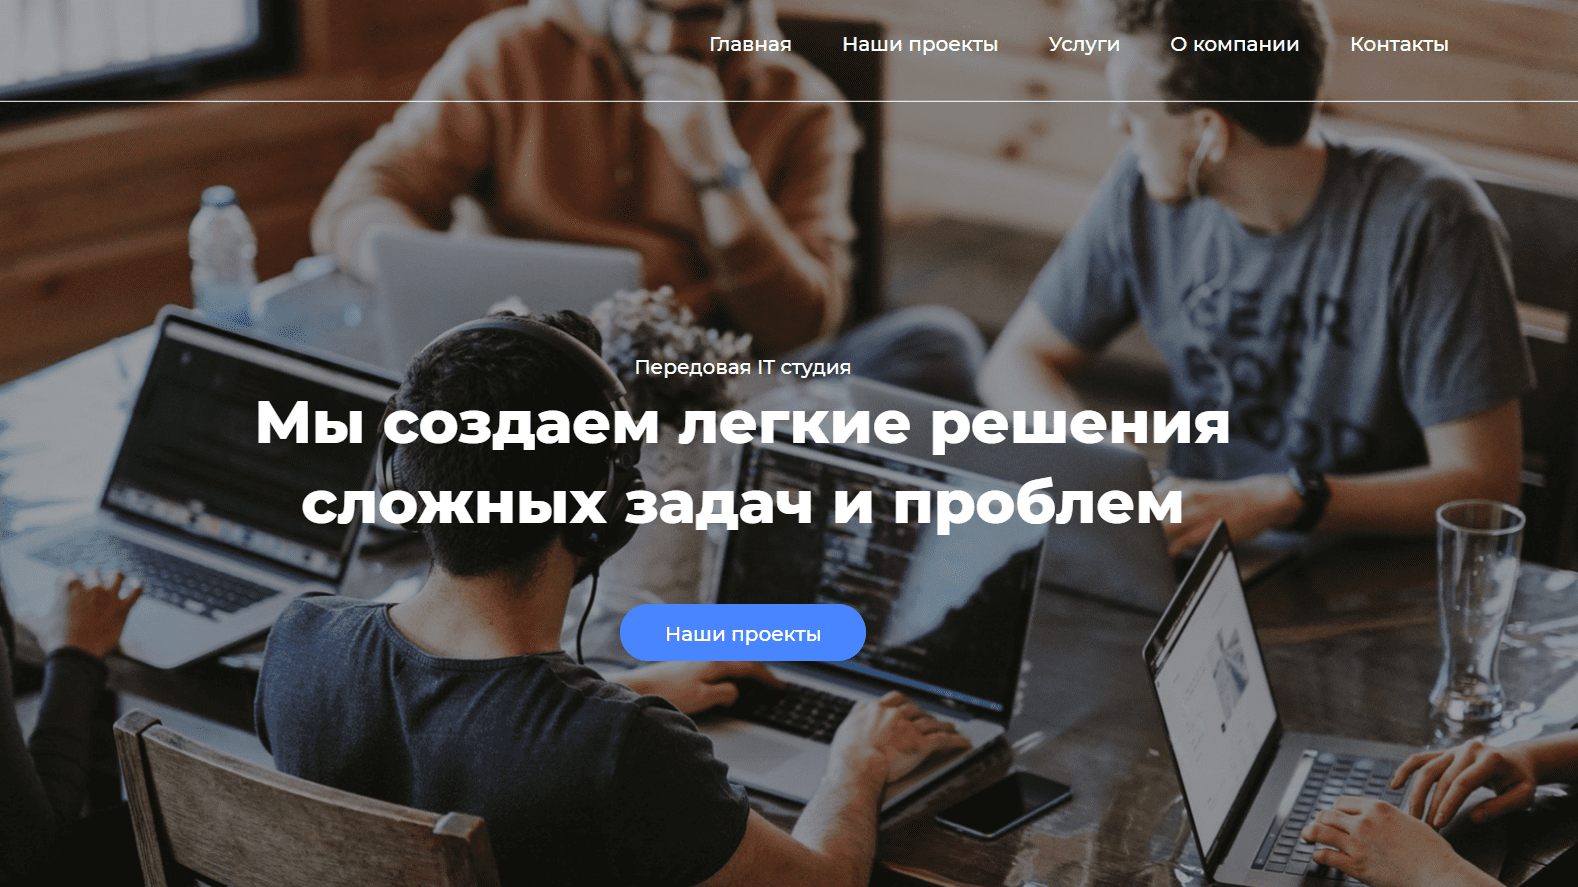 Главная Наши проекты Услуги О компании Контакты
Передовая IT студия
Мы создаем легкие решения
сложных задач и проблем
Наши проекты